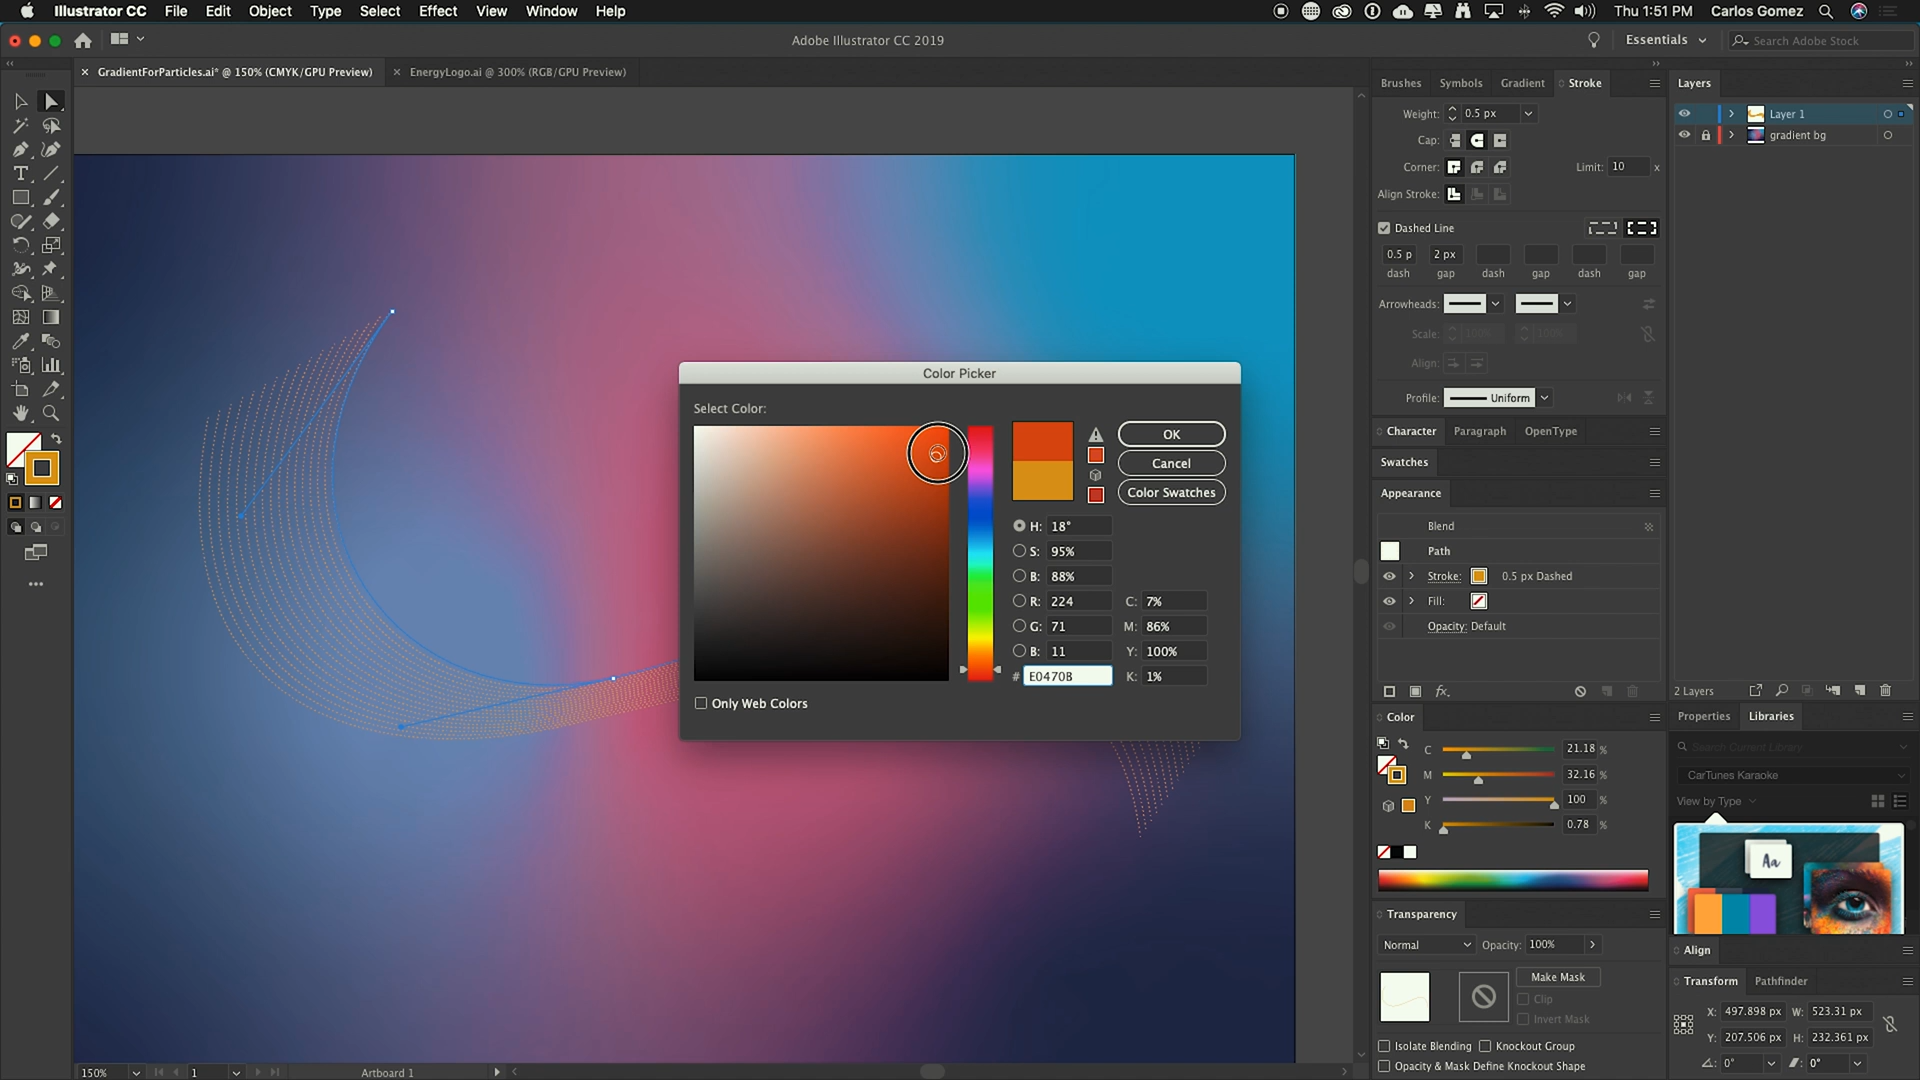 Illustrator CC File Edit Object Type Select Effect View Window Help Thu 1:51 PM Carlos Gomez
Adobe Illustrator CC 2019 Essentials Search Adobe Stock
× GradientForParticles.ai* @ 150% (CMYK/GPU Preview) × EnergyLogo.ai @ 300% (RGB/GPU Preview)
Brushes Symbols Gradient Stroke
Weight: 0.5 px
Cap:
Corner: Limit: 10 x
Align Stroke:
Dashed Line
0.5 p 2 px
dash gap dash gap dash gap
Arrowheads:
Scale: 100% 100%
Align:
Profile: Uniform
Character Paragraph OpenType
Swatches
Appearance
Blend
Path
Stroke: 0.5 px Dashed
Fill:
Opacity: Default
fx.
Color
C 21.18 %
M 32.16 %
Y 100 %
K 0.78 %
Transparency
Normal Opacity: 100%
Make Mask
Clip
Invert Mask
Isolate Blending Knockout Group
Opacity & Mask Define Knockout Shape
Layers
Layer 1
gradient bg
2 Layers
Properties Libraries
Search Current Library
CarTunes Karaoke
View by Type
Aa
Align
Transform Pathfinder
X: 497.898 px W: 523.31 px
Y: 207.506 px H: 232.361 px
0° 0°
Color Picker
Select Color:
OK
Cancel
Color Swatches
H: 18°
S: 95%
B: 88%
R: 224 C: 7%
G: 71 M: 86%
B: 11 Y: 100%
# E0470B K: 1%
Only Web Colors
150% 1 Artboard 1